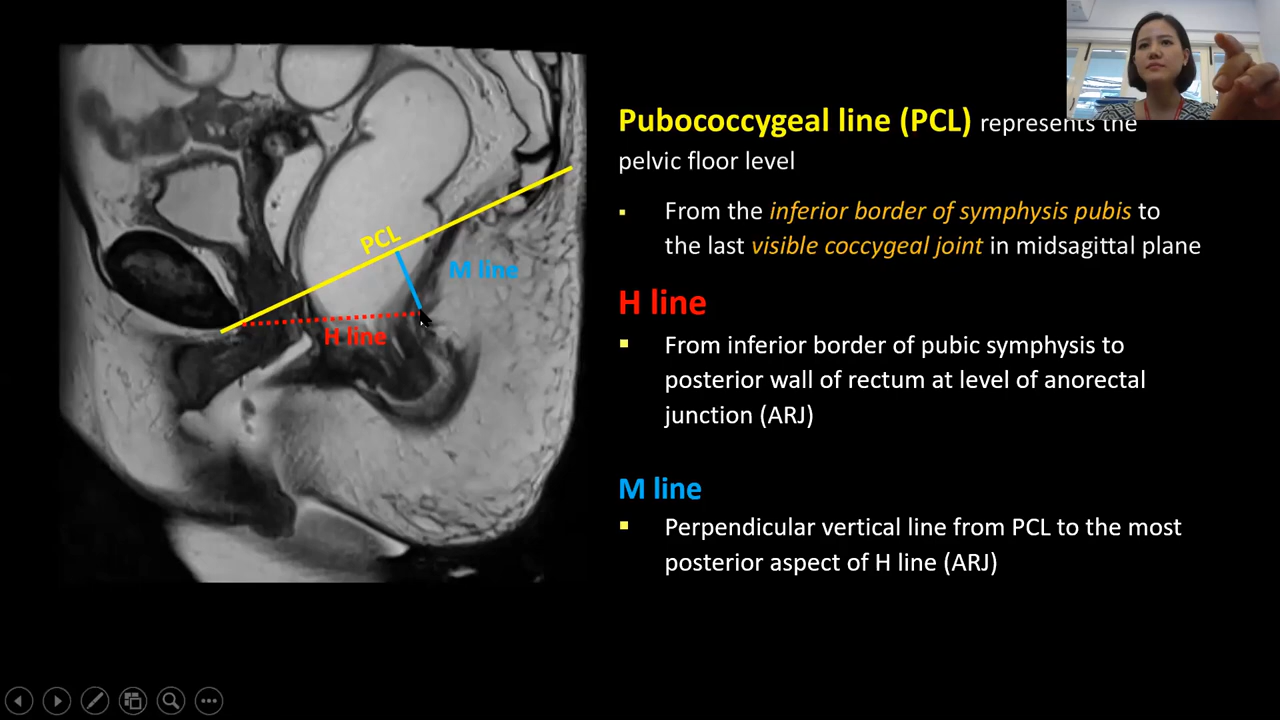 PCL
M line
H line
Pubococcygeal line (PCL) represents the
pelvic floor level
From the inferior border of symphysis pubis to
the last visible coccygeal joint in midsagittal plane
H line
From inferior border of pubic symphysis to
posterior wall of rectum at level of anorectal
junction (ARJ)
M line
Perpendicular vertical line from PCL to the most
posterior aspect of H line (ARJ)